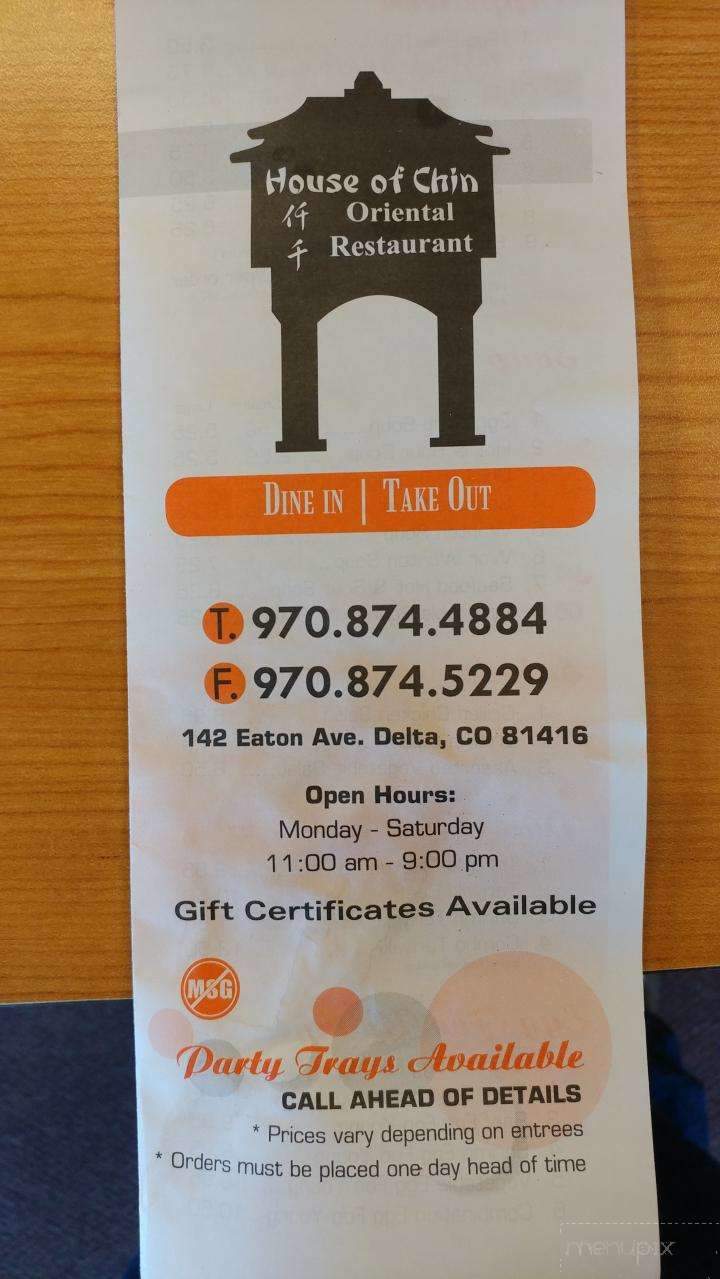 House of Chin
仟 Oriental
千 Restaurant
DINE IN | TAKE OUT
T. 970.874.4884
F. 970.874.5229
142 Eaton Ave. Delta, CO 81416
Open Hours:
Monday - Saturday
11:00 am - 9:00 pm
Gift Certificates Available
MSG
Party Trays Available
CALL AHEAD OF DETAILS
* Prices vary depending on entrees
* Orders must be placed one day head of time
menupix